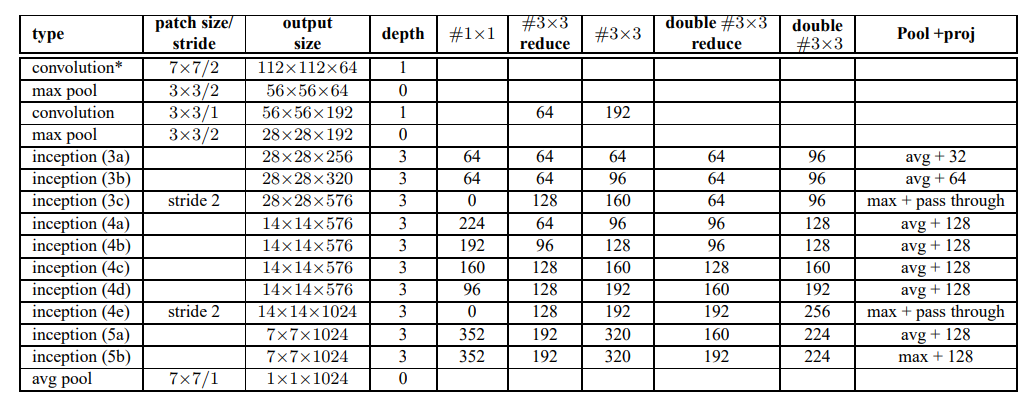 type patch size/ stride output size depth #1×1 #3×3 reduce #3×3 double #3×3 reduce double #3×3 Pool +proj
convolution* 7×7/2 112×112×64 1
max pool 3×3/2 56×56×64 0
convolution 3×3/1 56×56×192 1 64 192
max pool 3×3/2 28×28×192 0
inception (3a) 28×28×256 3 64 64 64 64 96 avg + 32
inception (3b) 28×28×320 3 64 64 96 64 96 avg + 64
inception (3c) stride 2 28×28×576 3 0 128 160 64 96 max + pass through
inception (4a) 14×14×576 3 224 64 96 96 128 avg + 128
inception (4b) 14×14×576 3 192 96 128 96 128 avg + 128
inception (4c) 14×14×576 3 160 128 160 128 160 avg + 128
inception (4d) 14×14×576 3 96 128 192 160 192 avg + 128
inception (4e) stride 2 14×14×1024 3 0 128 192 192 256 max + pass through
inception (5a) 7×7×1024 3 352 192 320 160 224 avg + 128
inception (5b) 7×7×1024 3 352 192 320 192 224 max + 128
avg pool 7×7/1 1×1×1024 0